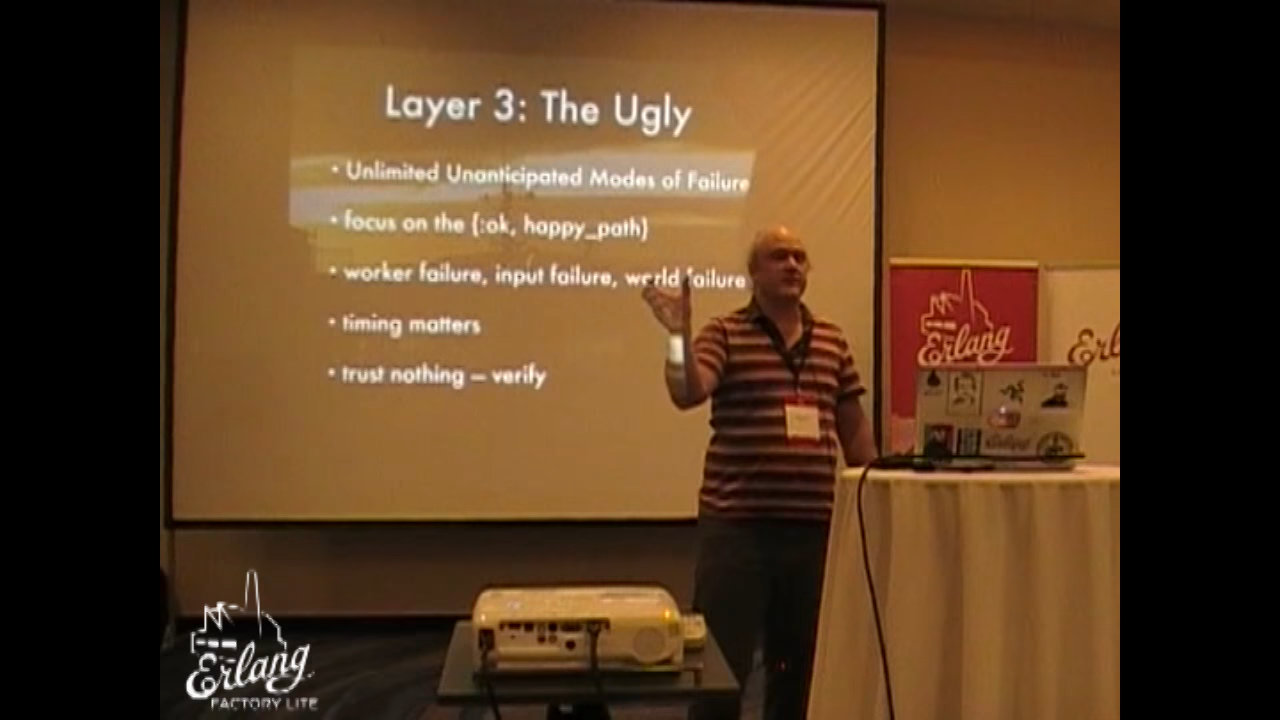 Layer 3: The Ugly
• Unlimited Unanticipated Modes of Failure
• focus on the {:ok, happy_path}
• worker failure, input failure, world failure
• timing matters
• trust nothing – verify
Erlang
Erl
Erlang
FACTORY LITE